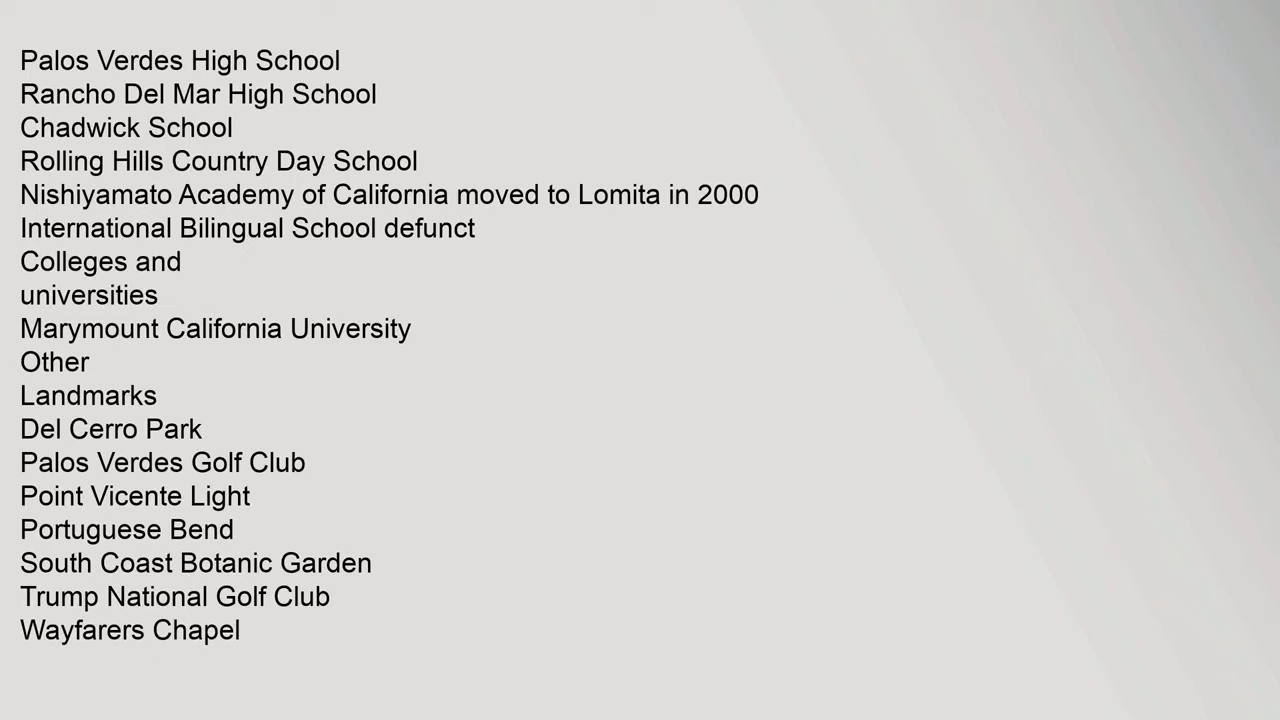 Palos Verdes High School
Rancho Del Mar High School
Chadwick School
Rolling Hills Country Day School
Nishiyamato Academy of California moved to Lomita in 2000
International Bilingual School defunct
Colleges and
universities
Marymount California University
Other
Landmarks
Del Cerro Park
Palos Verdes Golf Club
Point Vicente Light
Portuguese Bend
South Coast Botanic Garden
Trump National Golf Club
Wayfarers Chapel